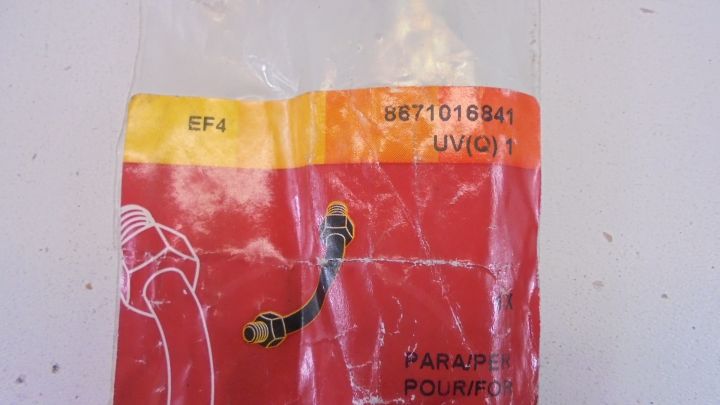 EF4
8671016841
UV(Q) 1
1X
PARA/PER
POUR/FOR